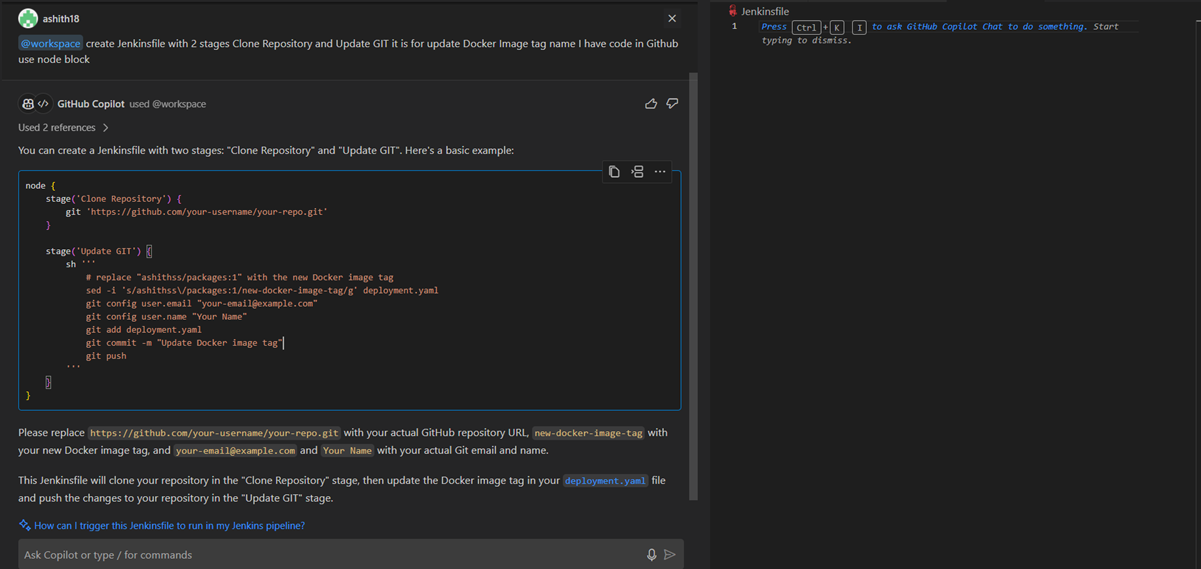 ashith18
@workspace create Jenkinsfile with 2 stages Clone Repository and Update GIT it is for update Docker Image tag name I have code in Github
use node block
GitHub Copilot used @workspace
Used 2 references
You can create a Jenkinsfile with two stages: "Clone Repository" and "Update GIT". Here's a basic example:
node {
    stage('Clone Repository') {
        git 'https://github.com/your-username/your-repo.git'
    }
    stage('Update GIT') {
        sh '''
            # replace "ashithss/packages:1" with the new Docker image tag
            sed -i 's/ashithss\/packages:1/new-docker-image-tag/g' deployment.yaml
            git config user.email "your-email@example.com"
            git config user.name "Your Name"
            git add deployment.yaml
            git commit -m "Update Docker image tag"
            git push
        '''
    }
}
Please replace https://github.com/your-username/your-repo.git with your actual GitHub repository URL, new-docker-image-tag with
your new Docker image tag, and your-email@example.com and Your Name with your actual Git email and name.
This Jenkinsfile will clone your repository in the "Clone Repository" stage, then update the Docker image tag in your deployment.yaml file
and push the changes to your repository in the "Update GIT" stage.
How can I trigger this Jenkinsfile to run in my Jenkins pipeline?
Ask Copilot or type / for commands
Jenkinsfile
1 Press Ctrl+K I to ask GitHub Copilot Chat to do something. Start
typing to dismiss.